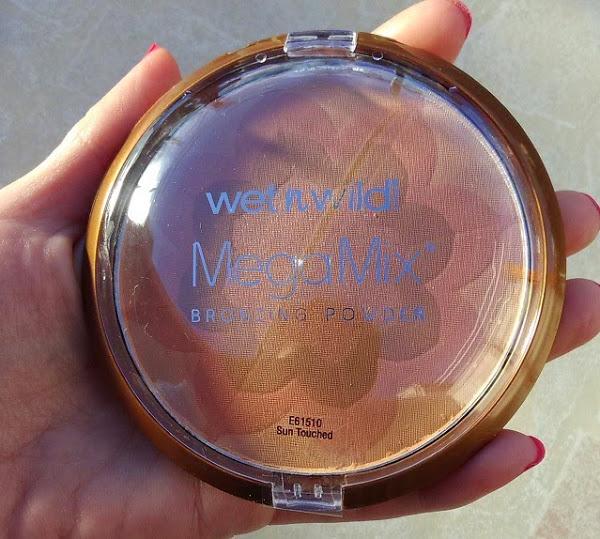 wet n wild
MegaMix
BRONZING POWDER
E61510
Sun Touched